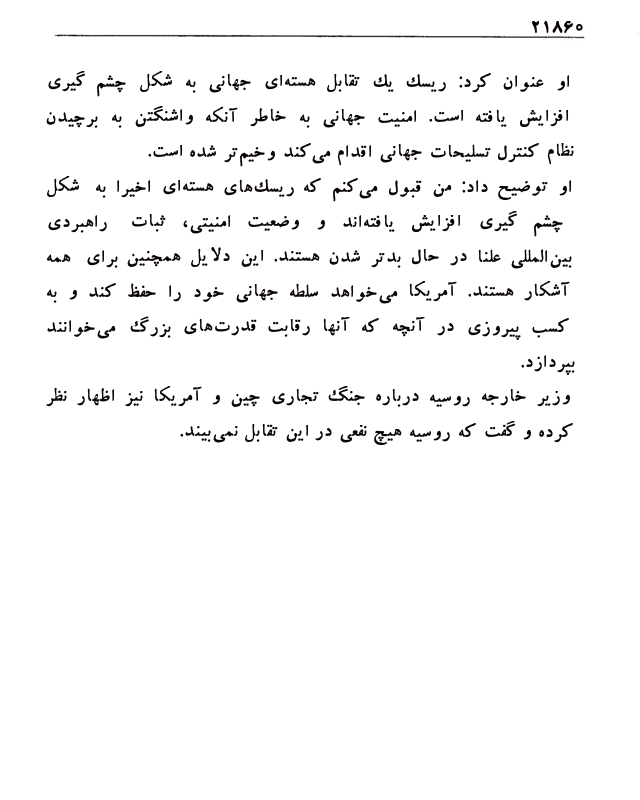 ۲۱۸۶۰
او عنوان کرد: ریسک یک تقابل هسته‌ای جهانی به شکل چشم گیری
افزایش یافته است. امنیت جهانی به خاطر آنکه واشنگتن به برچیدن
نظام کنترل تسلیحات جهانی اقدام می‌کند وخیم‌تر شده است.
او توضیح داد: من قبول می‌کنم که ریسک‌های هسته‌ای اخیرا به شکل
چشم گیری افزایش یافته‌اند و وضعیت امنیتی، ثبات راهبردی
بین‌المللی علنا در حال بدتر شدن هستند. این دلایل همچنین برای همه
آشکار هستند. آمریکا می‌خواهد سلطه جهانی خود را حفظ کند و به
کسب پیروزی در آنچه که آنها رقابت قدرت‌های بزرگ می‌خوانند
بپردازد.
وزیر خارجه روسیه درباره جنگ تجاری چین و آمریکا نیز اظهار نظر
کرده و گفت که روسیه هیچ نفعی در این تقابل نمی‌بیند.